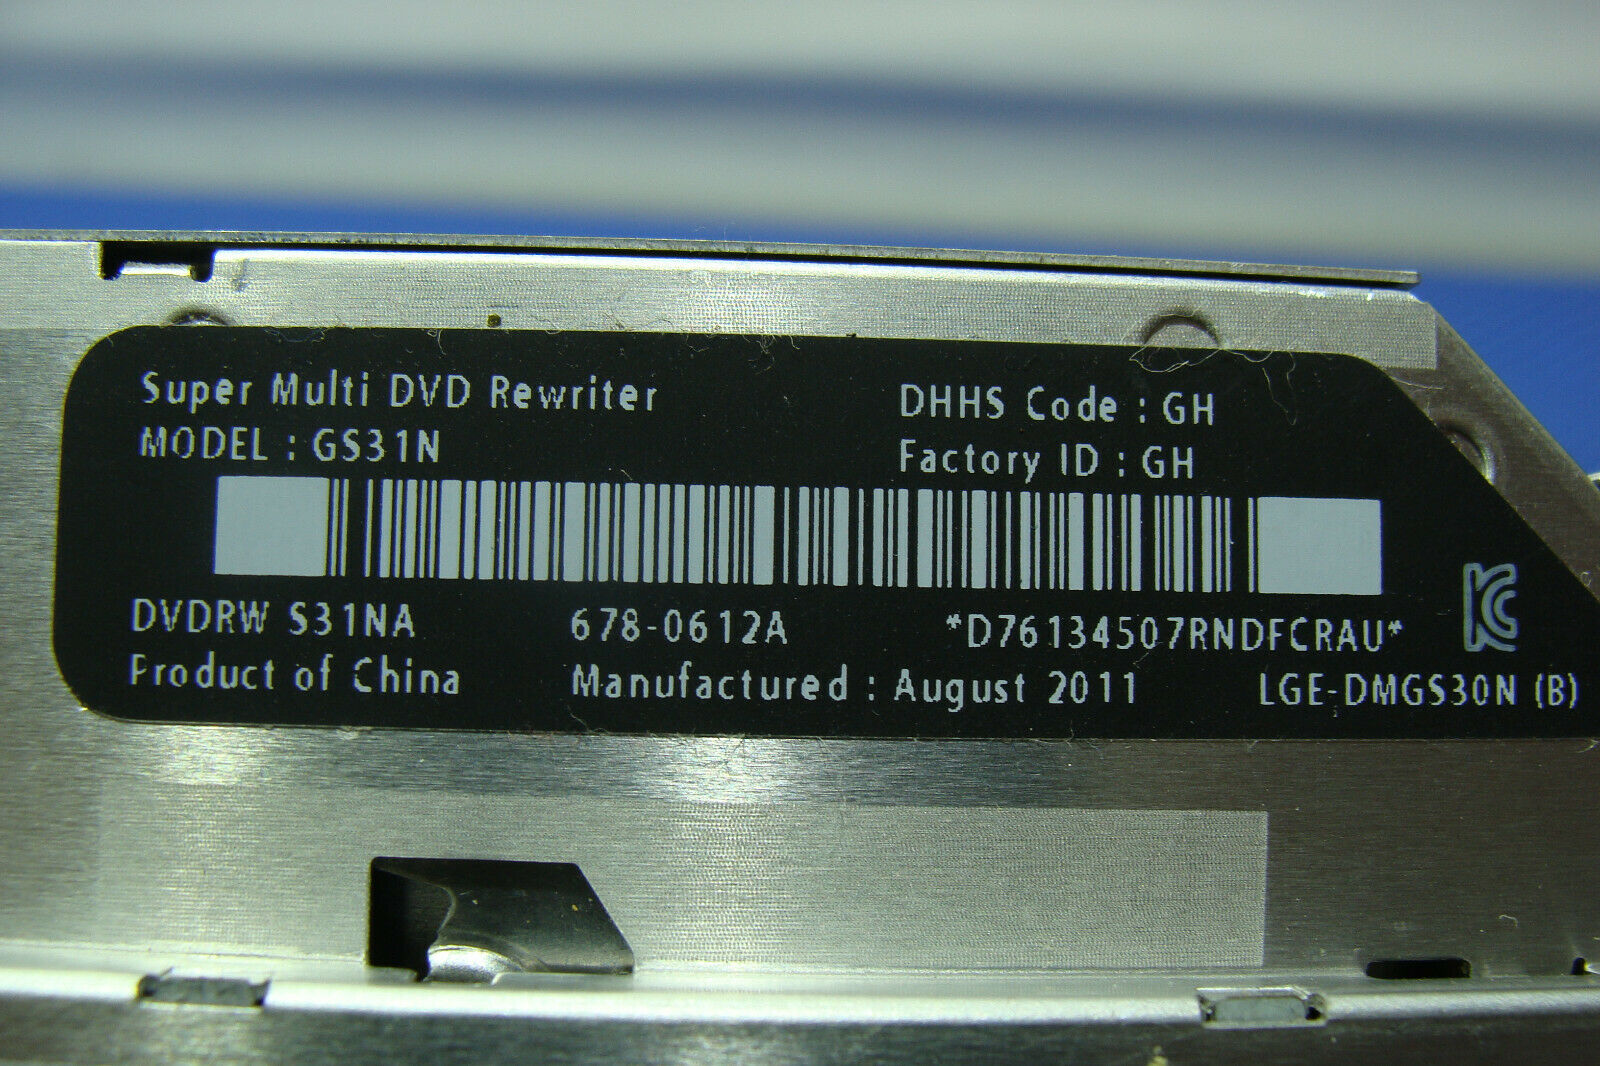 Super Multi DVD Rewriter
MODEL : GS31N
DHHS Code : GH
Factory ID : GH
DVDRW S31NA 678-0612A *D76134507RNDFCRAU*
Product of China Manufactured : August 2011 LGE-DMGS30N (B)